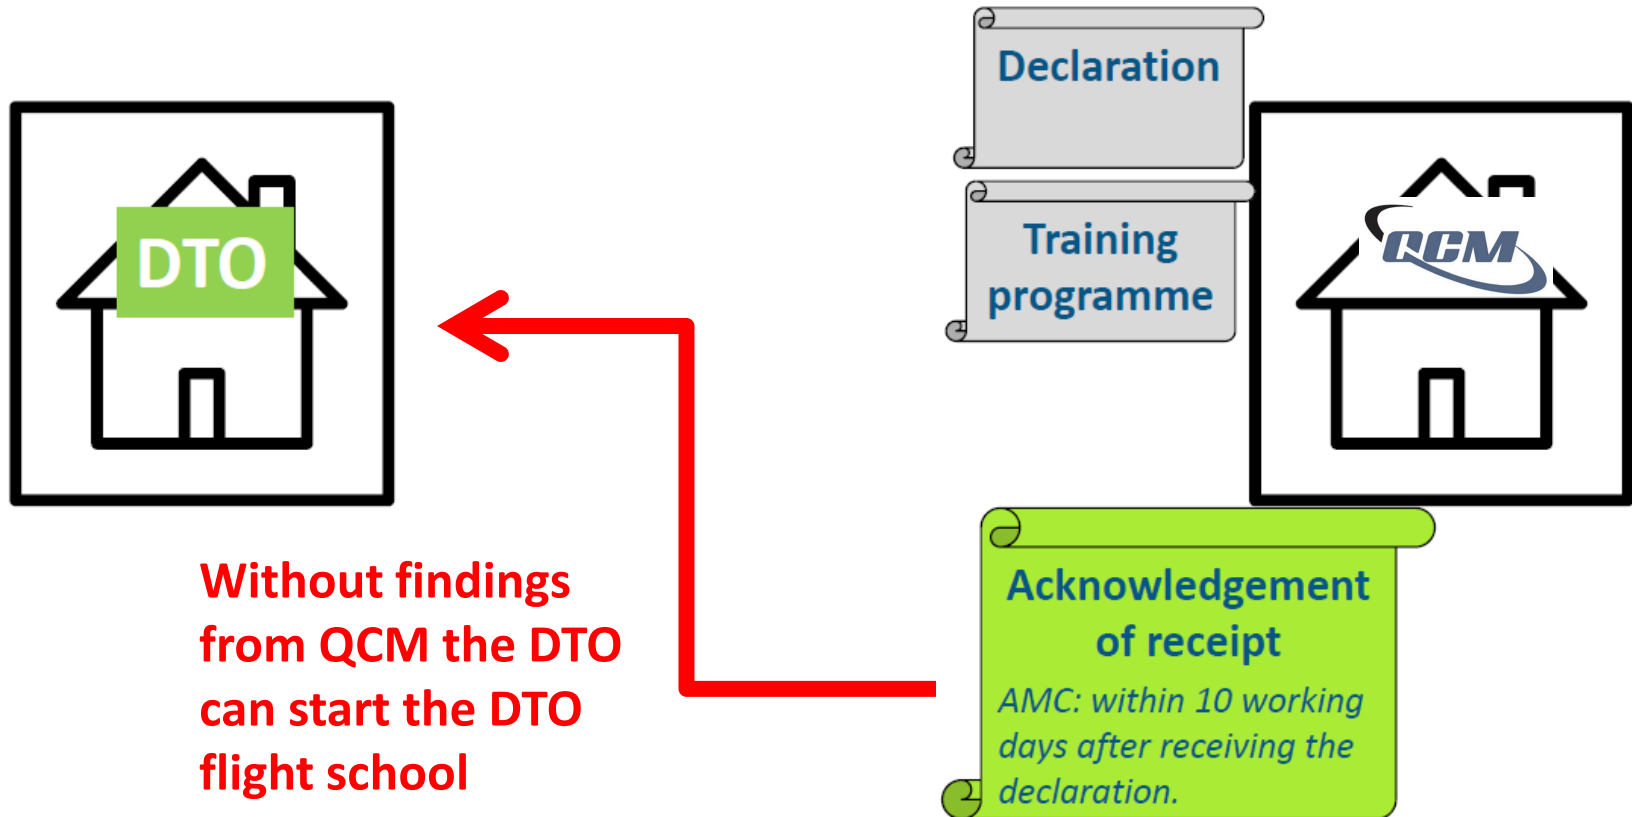 Declaration
Training
programme
DTO
QCM
Without findings
from QCM the DTO
can start the DTO
flight school
Acknowledgement
of receipt
AMC: within 10 working
days after receiving the
declaration.